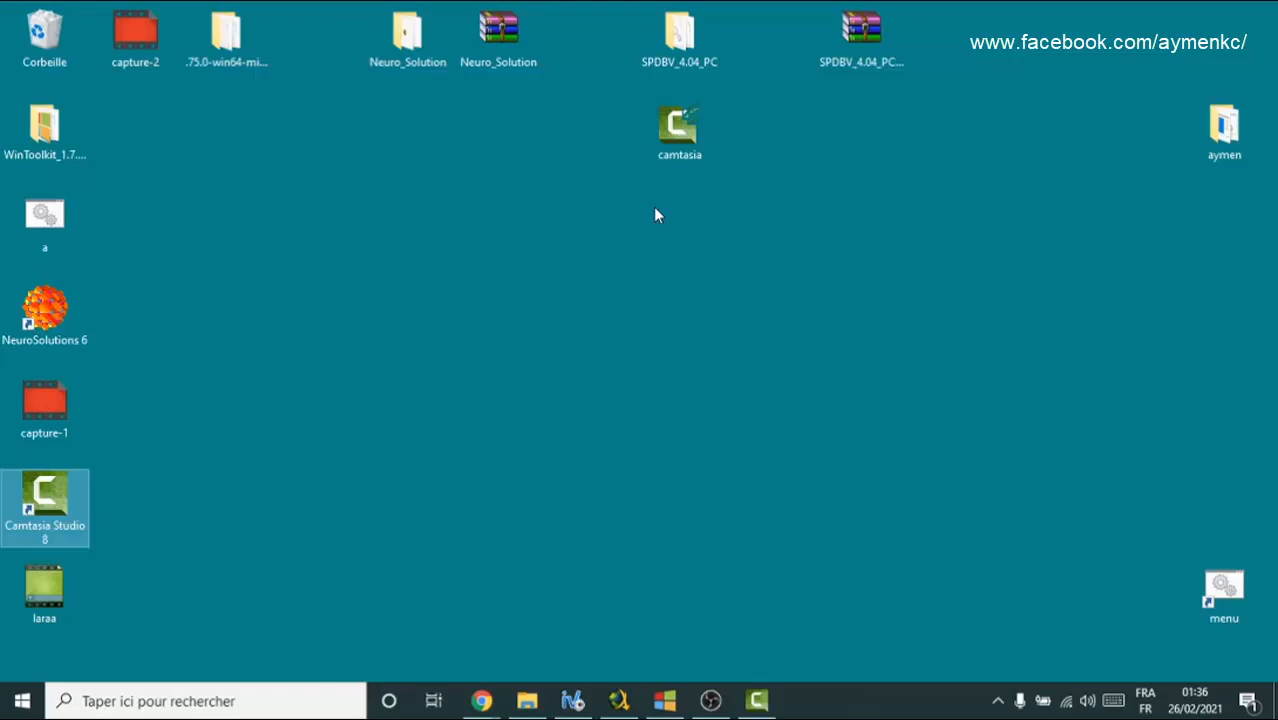 www.facebook.com/aymenkc/
Corbeille
capture-2
.75.0-win64-mi...
Neuro_Solution
Neuro_Solution
SPDBV_4.04_PC
SPDBV_4.04_PC...
WinToolkit_1.7....
camtasia
aymen
a
NeuroSolutions 6
capture-1
Camtasia Studio
8
laraa
menu
Taper ici pour rechercher
FRA
FR
01:36
26/02/2021
1